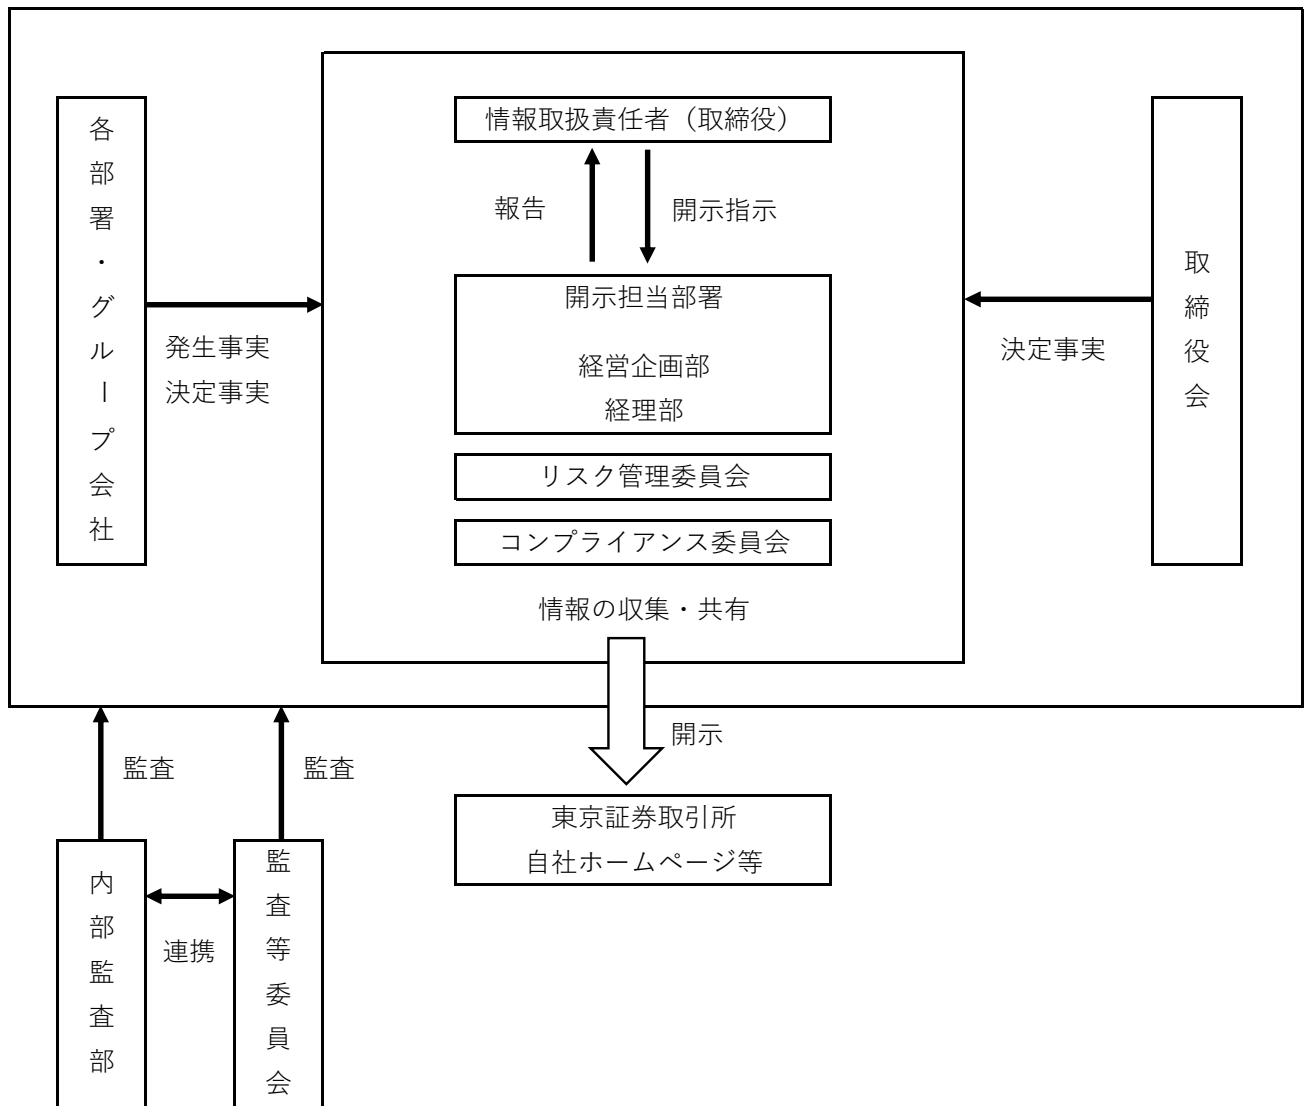 各部署・グループ会社
発生事実
決定事実
情報取扱責任者（取締役）
報告
開示指示
開示担当部署
経営企画部
経理部
リスク管理委員会
コンプライアンス委員会
情報の収集・共有
決定事実
取締役会
開示
東京証券取引所
自社ホームページ等
監査
監査
内部監査部
連携
監査等委員会